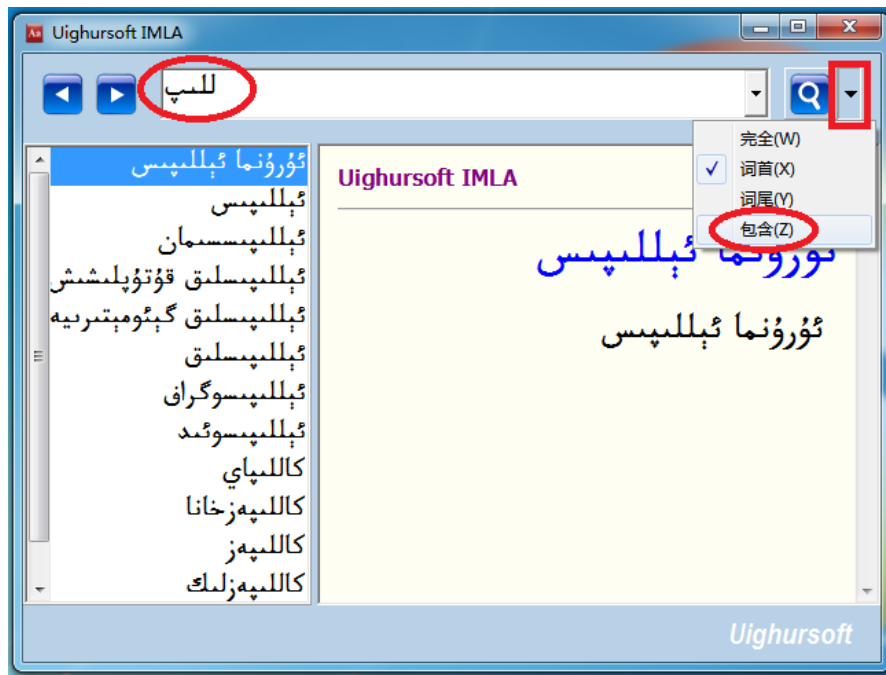 Uighursoft IMLA
للىپ
完全(W)
词首(X)
词尾(Y)
包含(Z)
ئۇرۇنما ئېللىپىس
ئېللىپىس
ئېللىپىسسىمان
ئېللىپىسلىق قۇتۇپلىشىش
ئېللىپىسلىق گېئومېتىرىيە
ئېللىپىسلىق
ئېللىپىسوگراف
ئېللىپىسوئىد
كاللىپاي
كاللىپەزخانا
كاللىپەز
كاللىپەزلىك
Uighursoft IMLA
ئۇرۇنما ئېللىپىس
ئۇرۇنما ئېللىپىس
Uighursoft